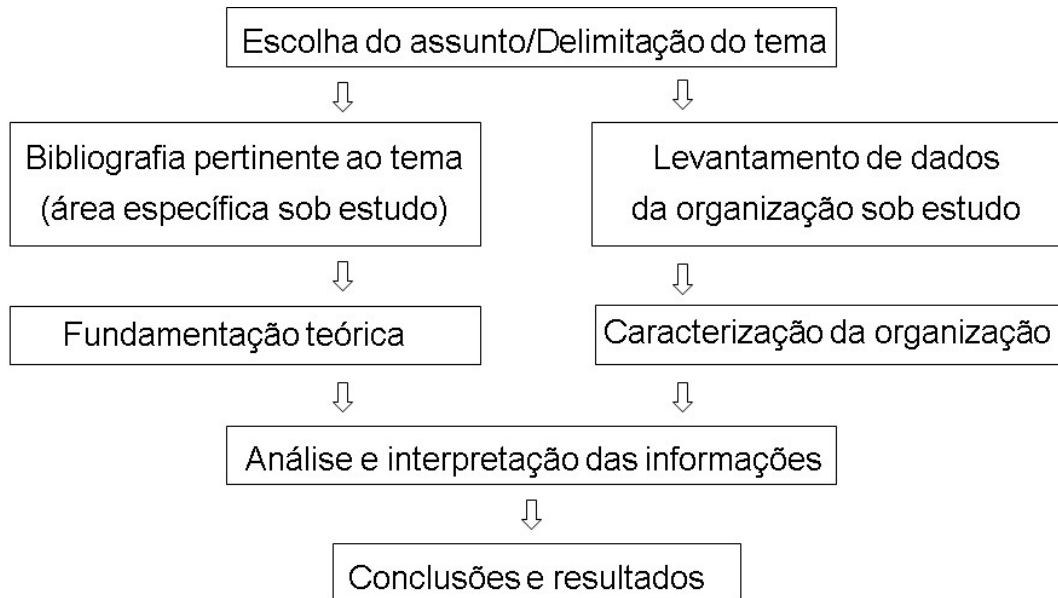 Escolha do assunto/Delimitação do tema
Bibliografia pertinente ao tema
(área específica sob estudo)
Levantamento de dados
da organização sob estudo
Fundamentação teórica
Caracterização da organização
Análise e interpretação das informações
Conclusões e resultados